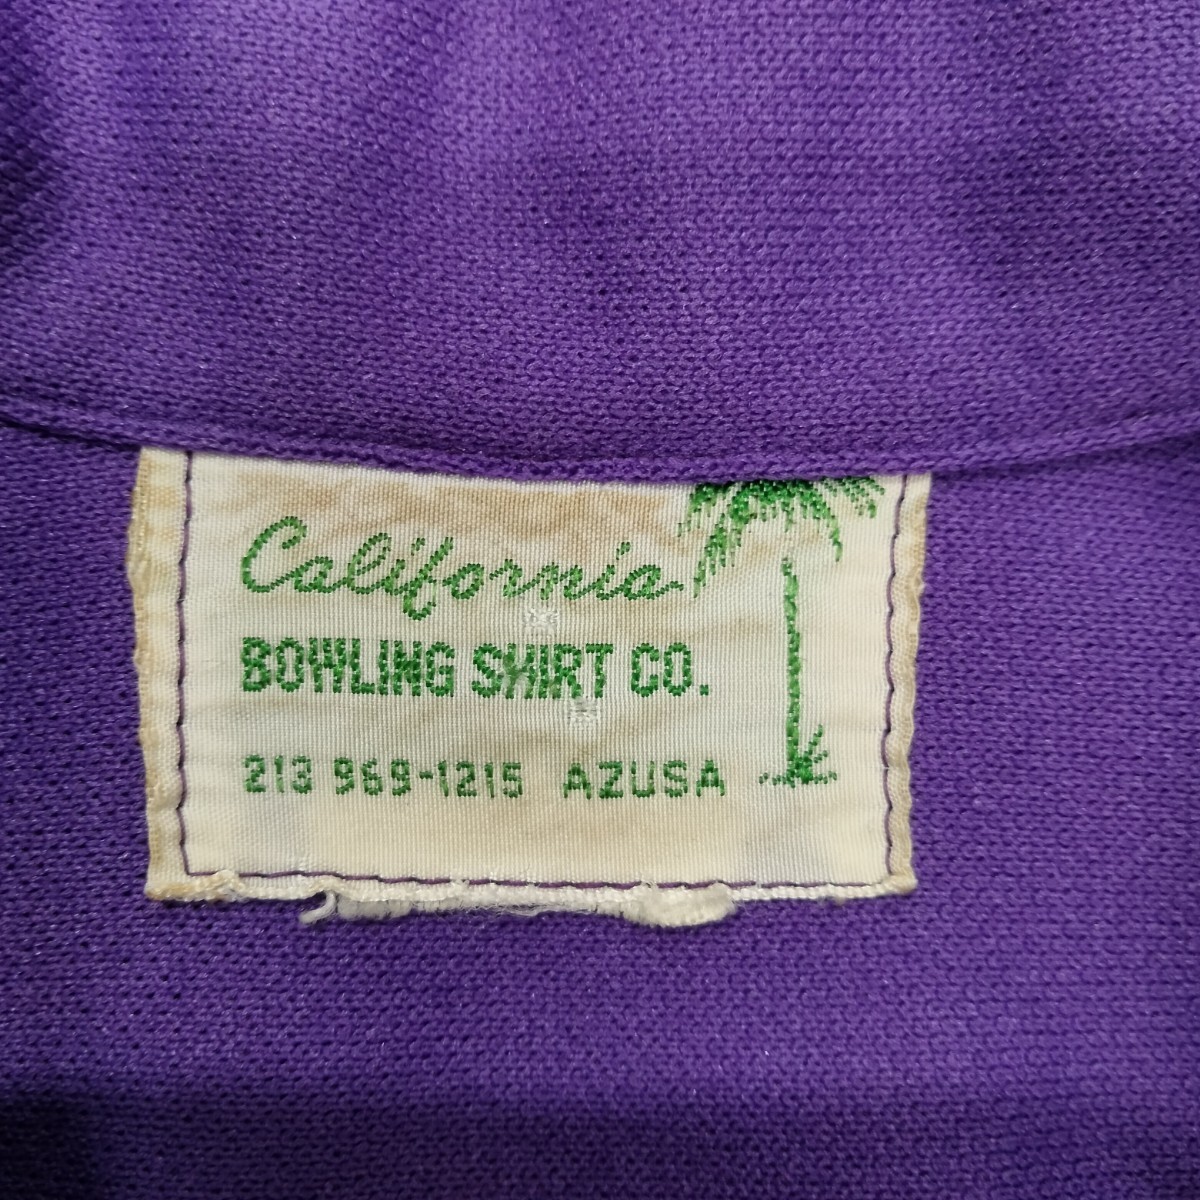 California
BOWLING SHIRT CO.
213 969-1215 AZUSA